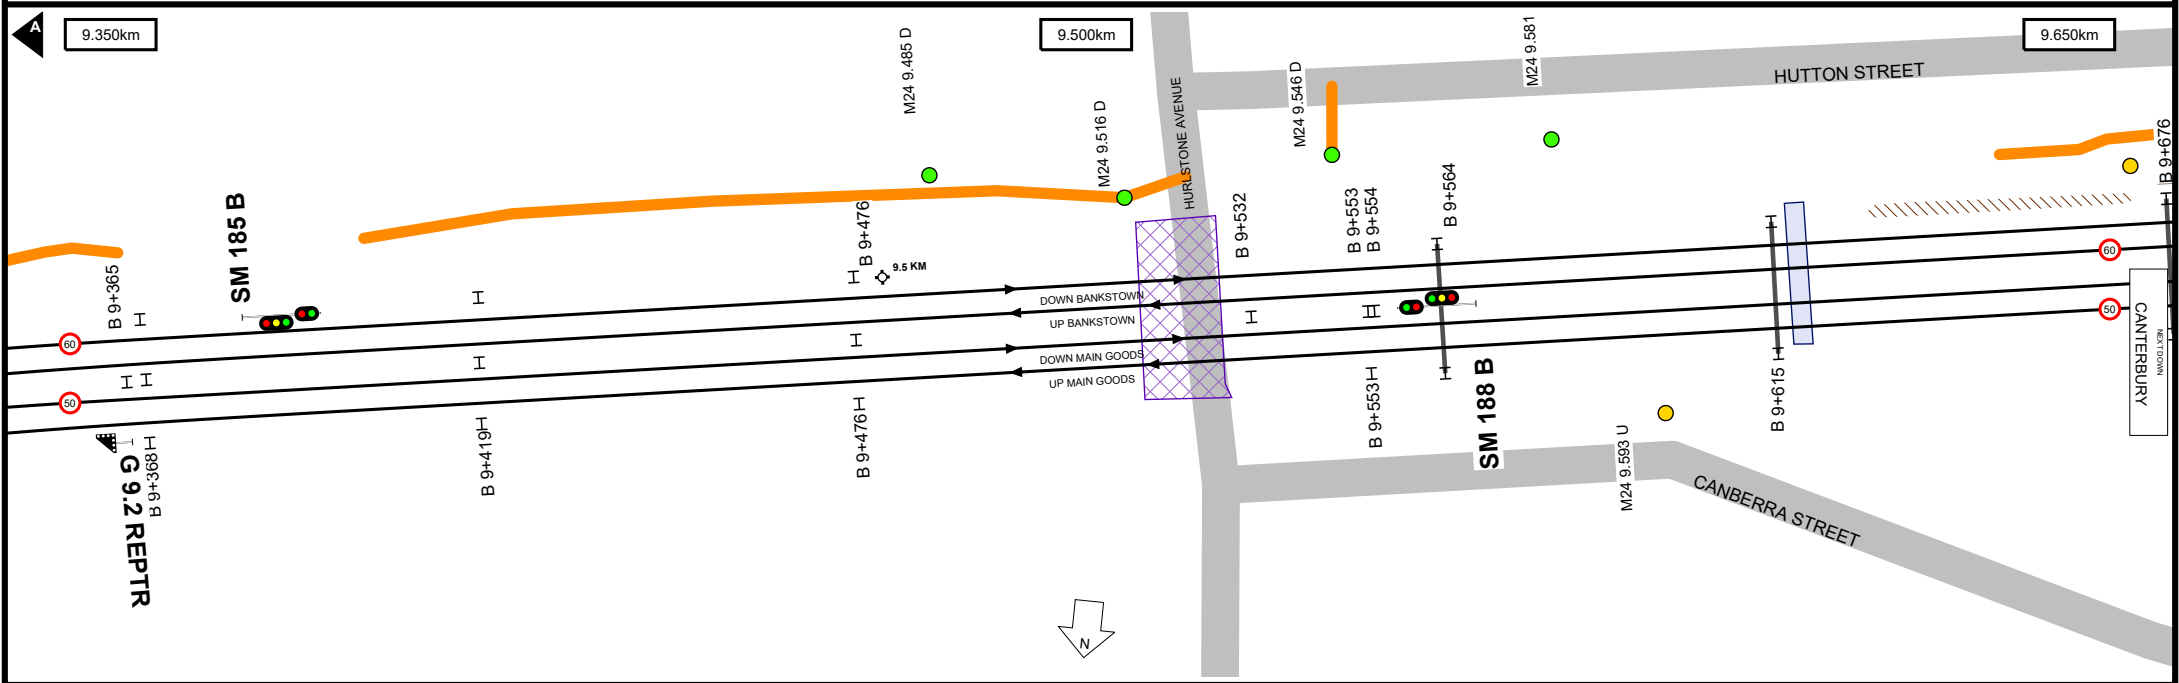 A
9.350km
9.500km
9.650km
M24 9.485 D
M24 9.516 D
HURLSTONE AVENUE
M24 9.546 D
M24 9.581
HUTTON STREET
B 9+676
B 9+365
SM 185 B
B 9+476
9.5 KM
B 9+532
B 9+553
B 9+554
B 9+564
60
60
50
50
DOWN BANKSTOWN
UP BANKSTOWN
DOWN MAIN GOODS
UP MAIN GOODS
G 9.2 REPTR
B 9+368
B 9+419
B 9+476
B 9+553
SM 188 B
M24 9.593 U
B 9+615
NEXT DOWN
CANTERBURY
CANBERRA STREET
N